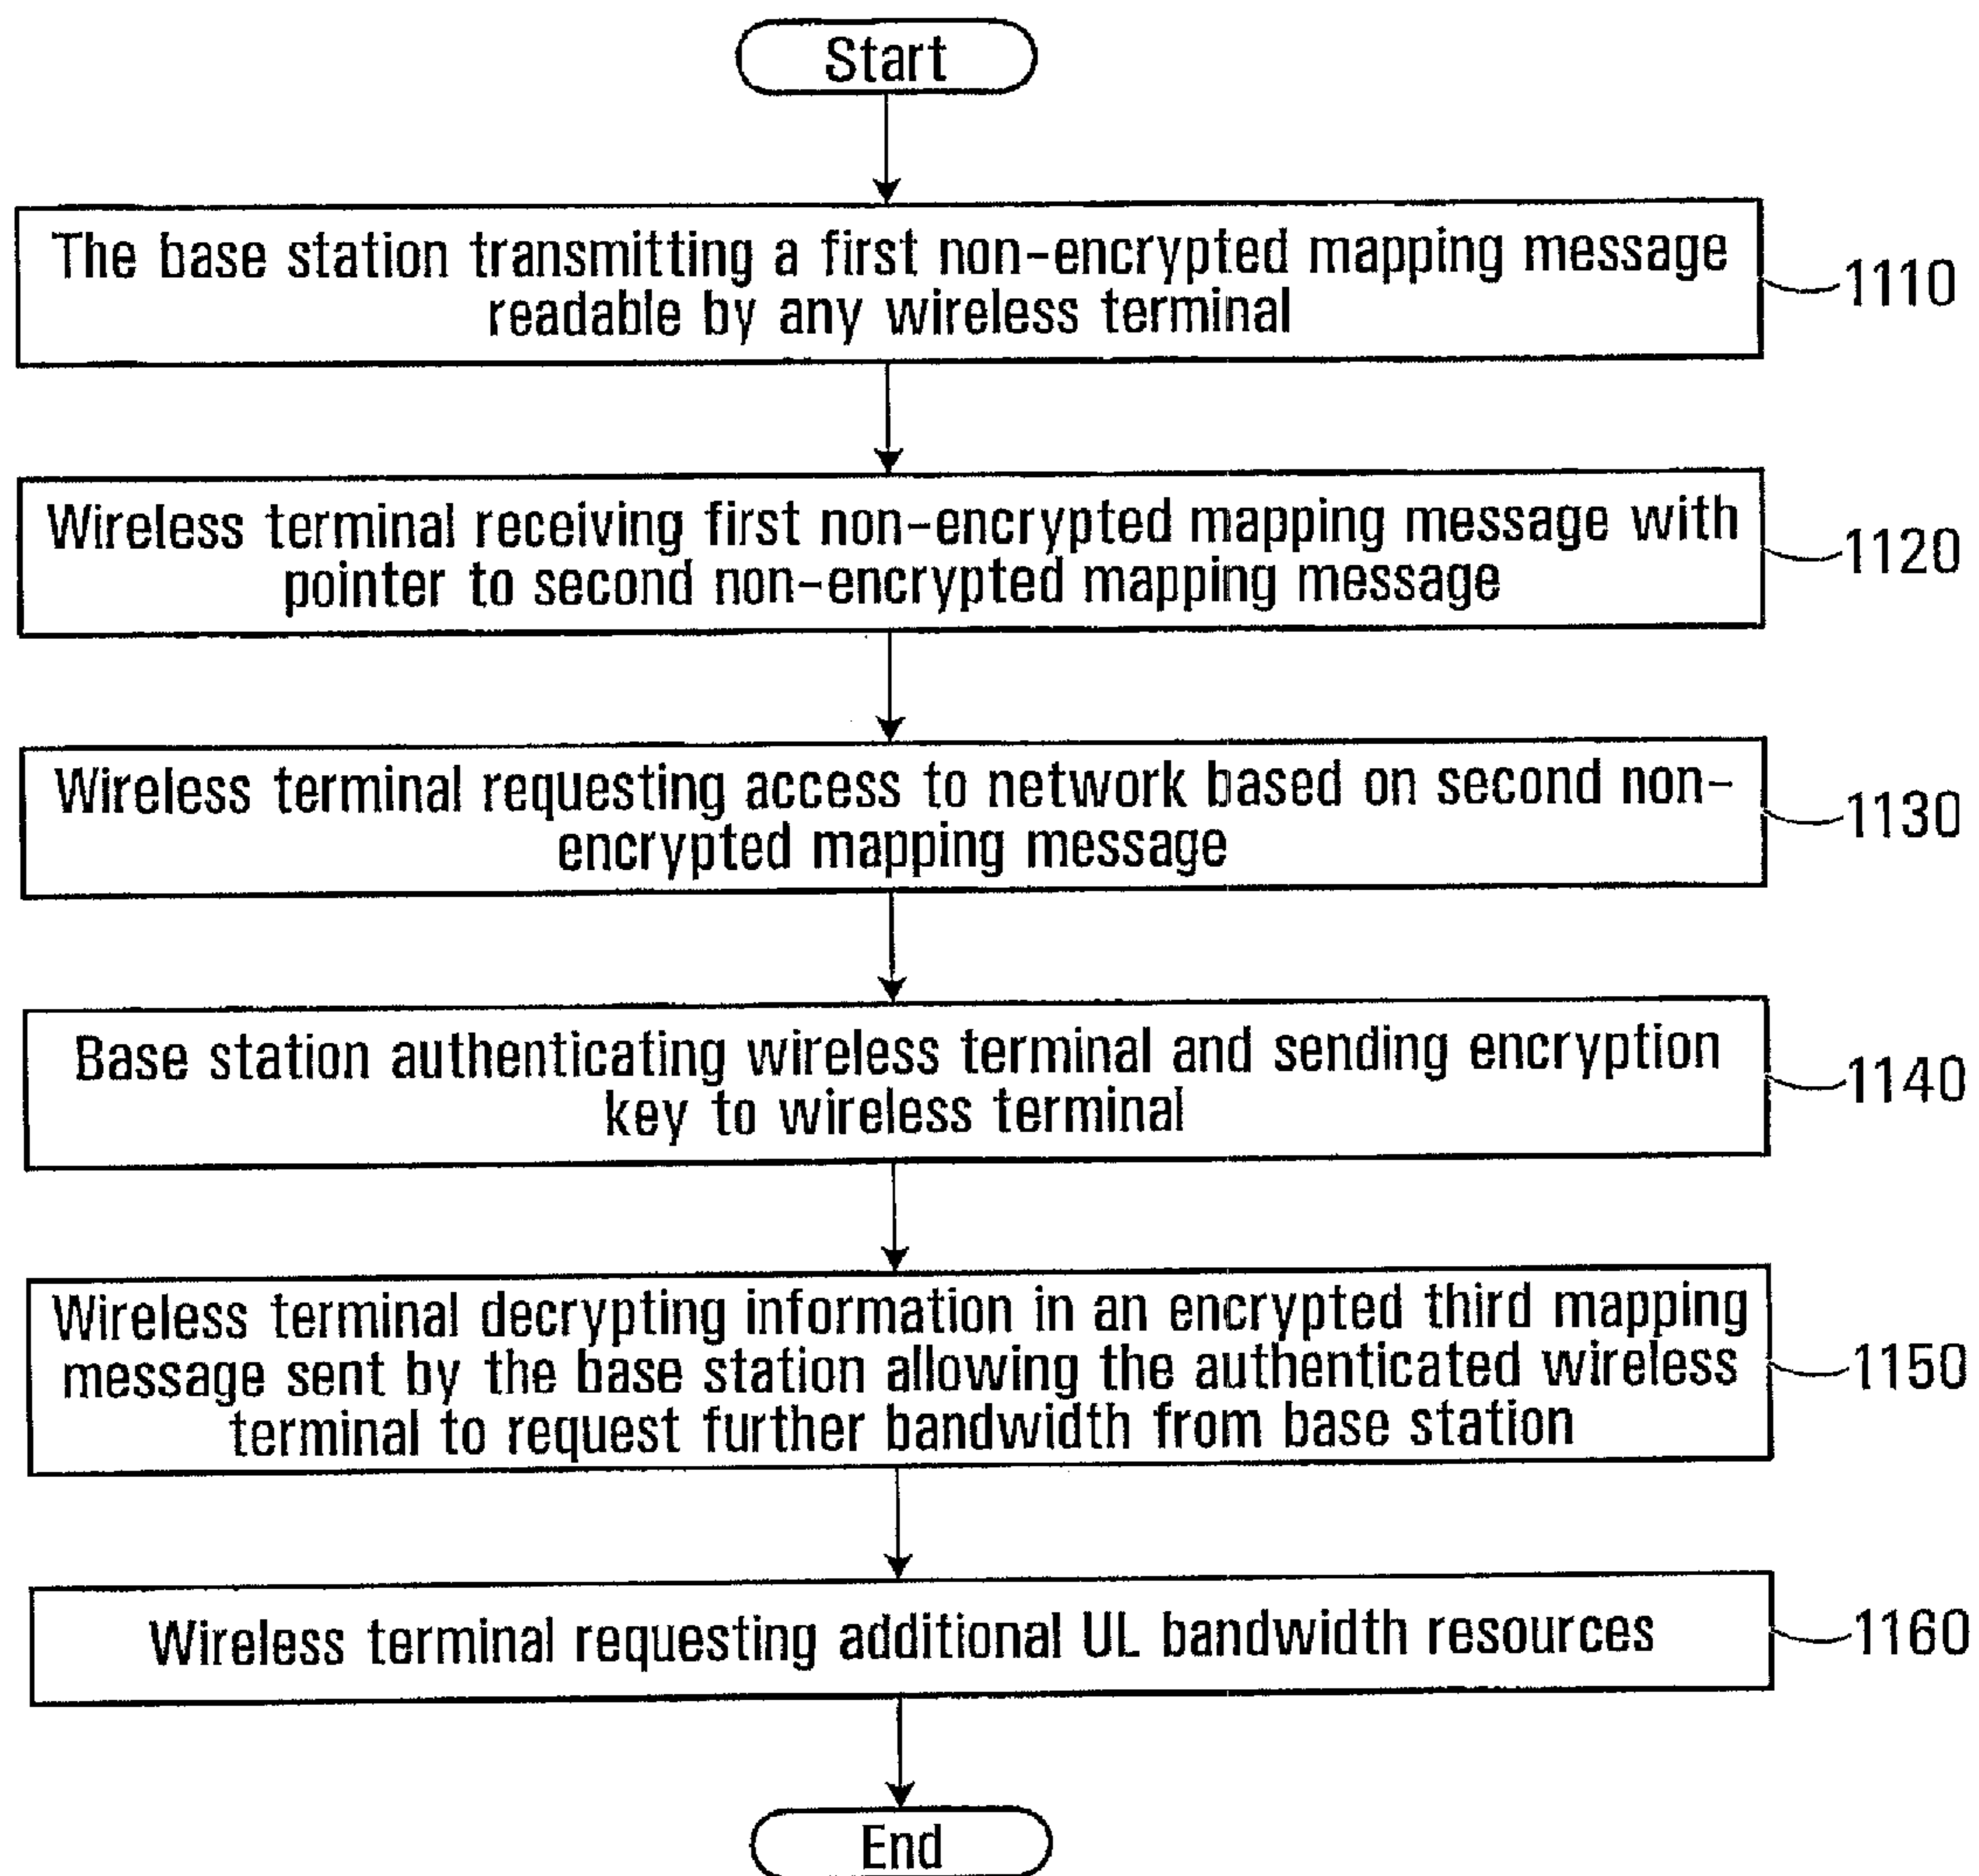 Start
The base station transmitting a first non-encrypted mapping message
readable by any wireless terminal
1110
Wireless terminal receiving first non-encrypted mapping message with
pointer to second non-encrypted mapping message
1120
Wireless terminal requesting access to network based on second non-
encrypted mapping message
1130
Base station authenticating wireless terminal and sending encryption
key to wireless terminal
1140
Wireless terminal decrypting information in an encrypted third mapping
message sent by the base station allowing the authenticated wireless
terminal to request further bandwidth from base station
1150
Wireless terminal requesting additional UL bandwidth resources
1160
End